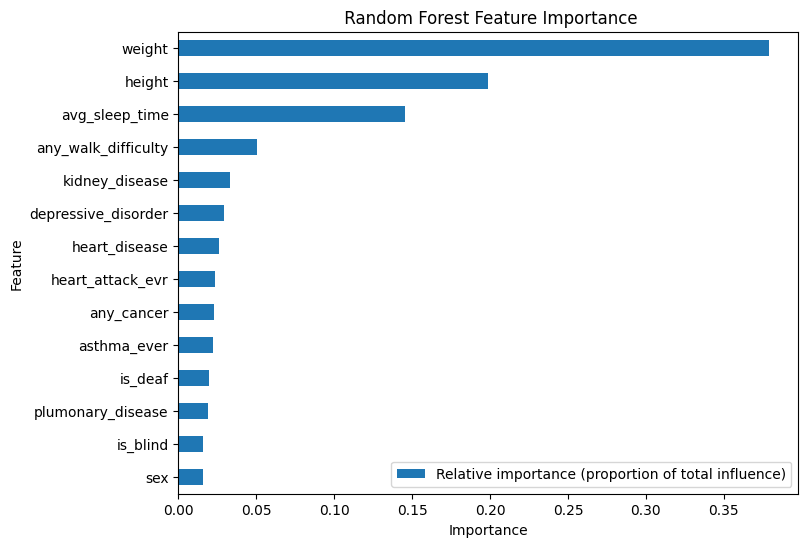 Random Forest Feature Importance
weight
height
avg_sleep_time
any_walk_difficulty
kidney_disease
depressive_disorder
heart_disease
heart_attack_evr
any_cancer
asthma_ever
is_deaf
plumonary_disease
is_blind
sex
Feature
Relative importance (proportion of total influence)
0.00 0.05 0.10 0.15 0.20 0.25 0.30 0.35
Importance